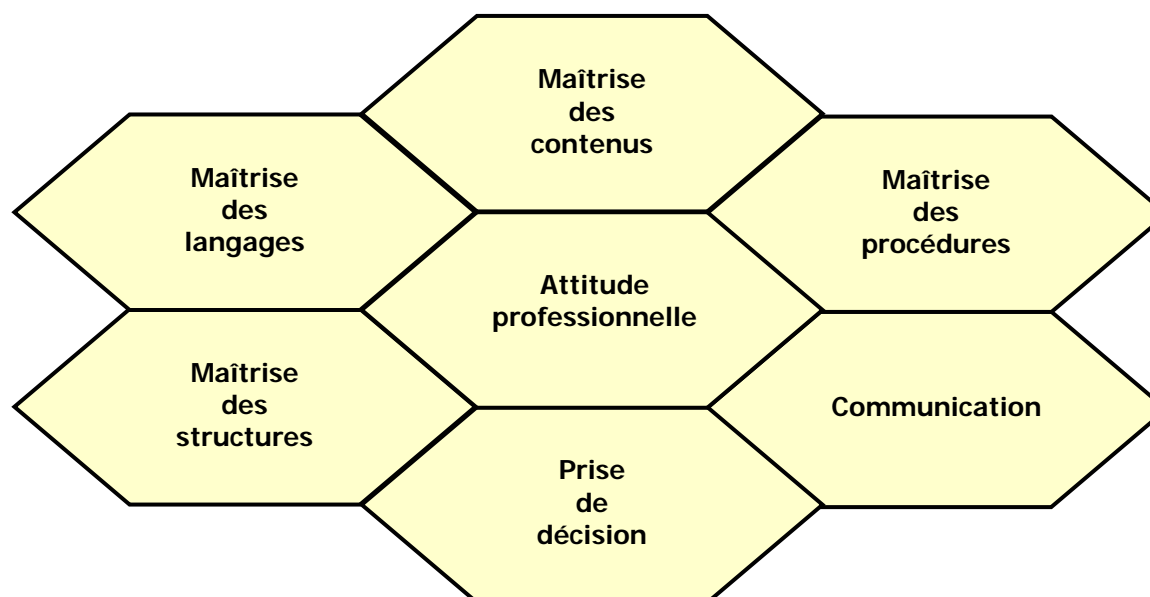 Maîtrise
des
contenus
Maîtrise
des
langages
Maîtrise
des
procédures
Attitude
professionnelle
Maîtrise
des
structures
Communication
Prise
de
décision